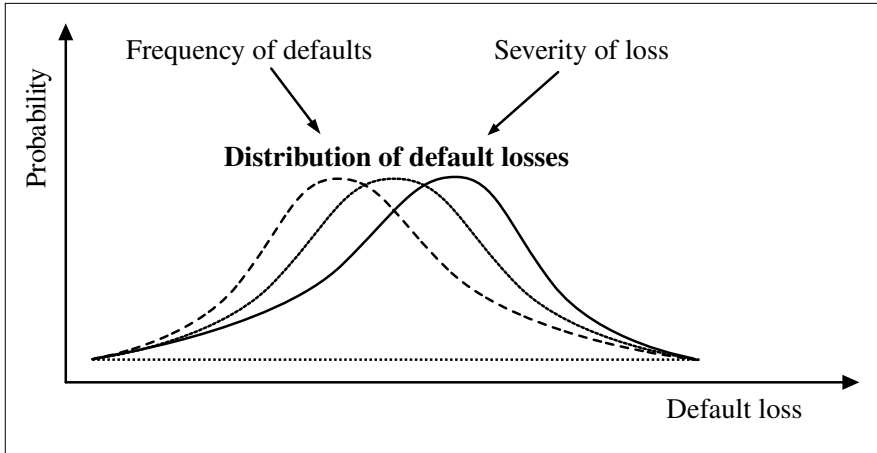 Frequency of defaults
Severity of loss
Distribution of default losses
Probability
Default loss